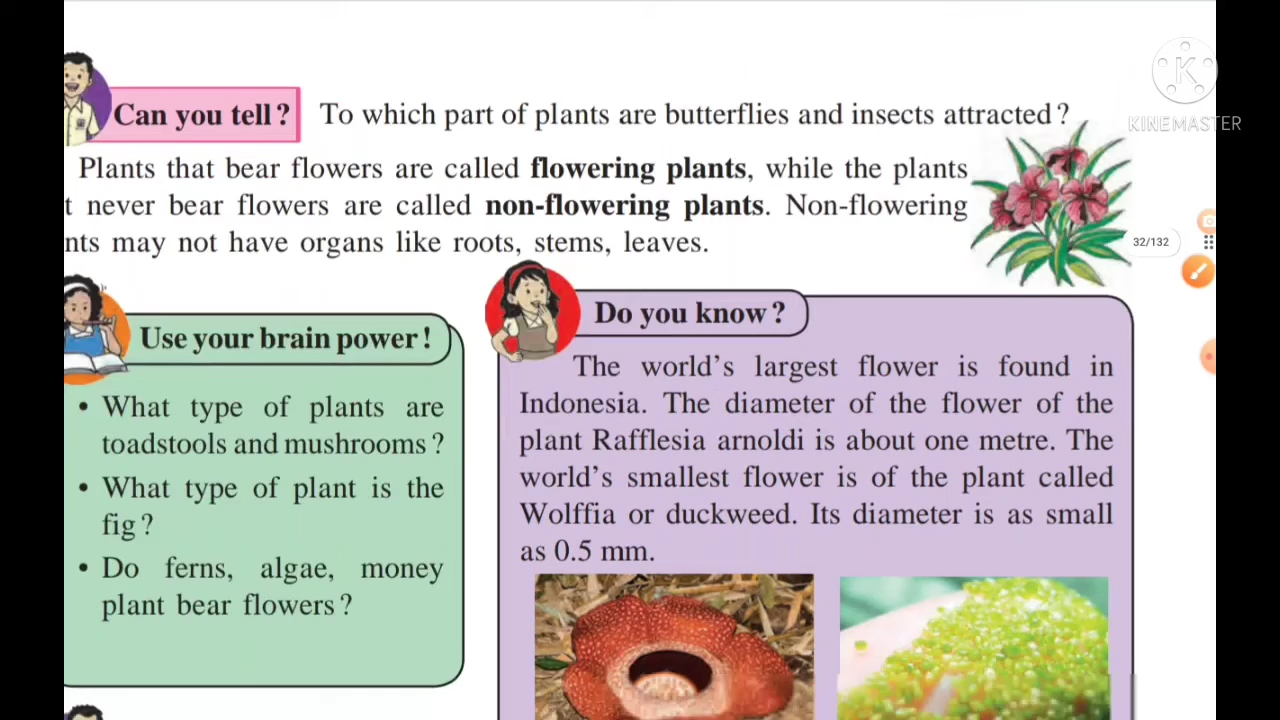 Can you tell? To which part of plants are butterflies and insects attracted?
KINEMASTER
Plants that bear flowers are called flowering plants, while the plants
t never bear flowers are called non-flowering plants. Non-flowering
nts may not have organs like roots, stems, leaves.
32/132
Use your brain power!
• What type of plants are
toadstools and mushrooms?
• What type of plant is the
fig?
• Do ferns, algae, money
plant bear flowers?
Do you know?
The world's largest flower is found in
Indonesia. The diameter of the flower of the
plant Rafflesia arnoldi is about one metre. The
world's smallest flower is of the plant called
Wolffia or duckweed. Its diameter is as small
as 0.5 mm.